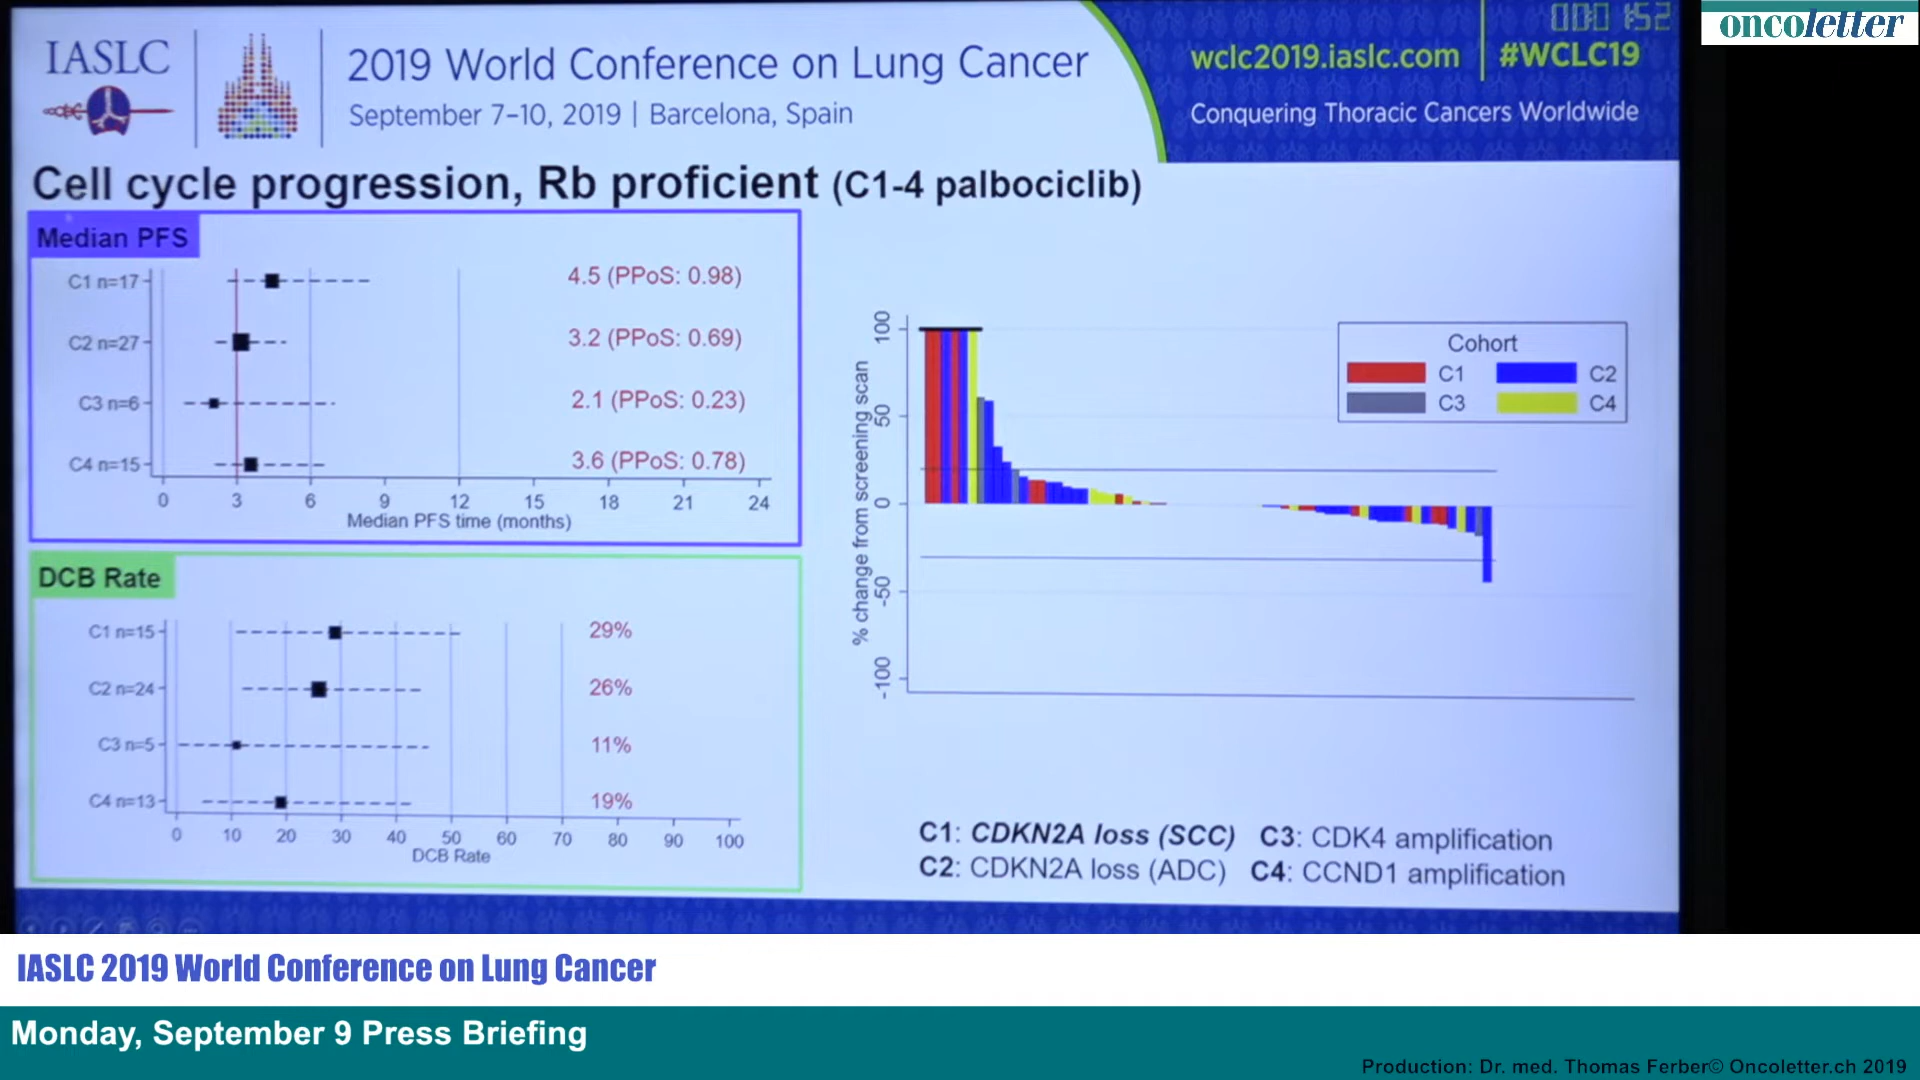 000 1:52
oncoletter
IASLC
2019 World Conference on Lung Cancer
September 7–10, 2019 | Barcelona, Spain
wclc2019.iaslc.com
#WCLC19
Conquering Thoracic Cancers Worldwide
Cell cycle progression, Rb proficient (C1-4 palbociclib)
Median PFS
C1 n=17
4.5 (PPoS: 0.98)
C2 n=27
3.2 (PPoS: 0.69)
C3 n=6
2.1 (PPoS: 0.23)
C4 n=15
3.6 (PPoS: 0.78)
0 3 6 9 12 15 18 21 24
Median PFS time (months)
DCB Rate
C1 n=15
29%
C2 n=24
26%
C3 n=5
11%
C4 n=13
19%
0 10 20 30 40 50 60 70 80 90 100
DCB Rate
% change from screening scan
100
50
0
-50
-100
Cohort
C1 C2
C3 C4
C1: CDKN2A loss (SCC) C3: CDK4 amplification
C2: CDKN2A loss (ADC) C4: CCND1 amplification
IASLC 2019 World Conference on Lung Cancer
Monday, September 9 Press Briefing
Production: Dr. med. Thomas Ferber© Oncoletter.ch 2019